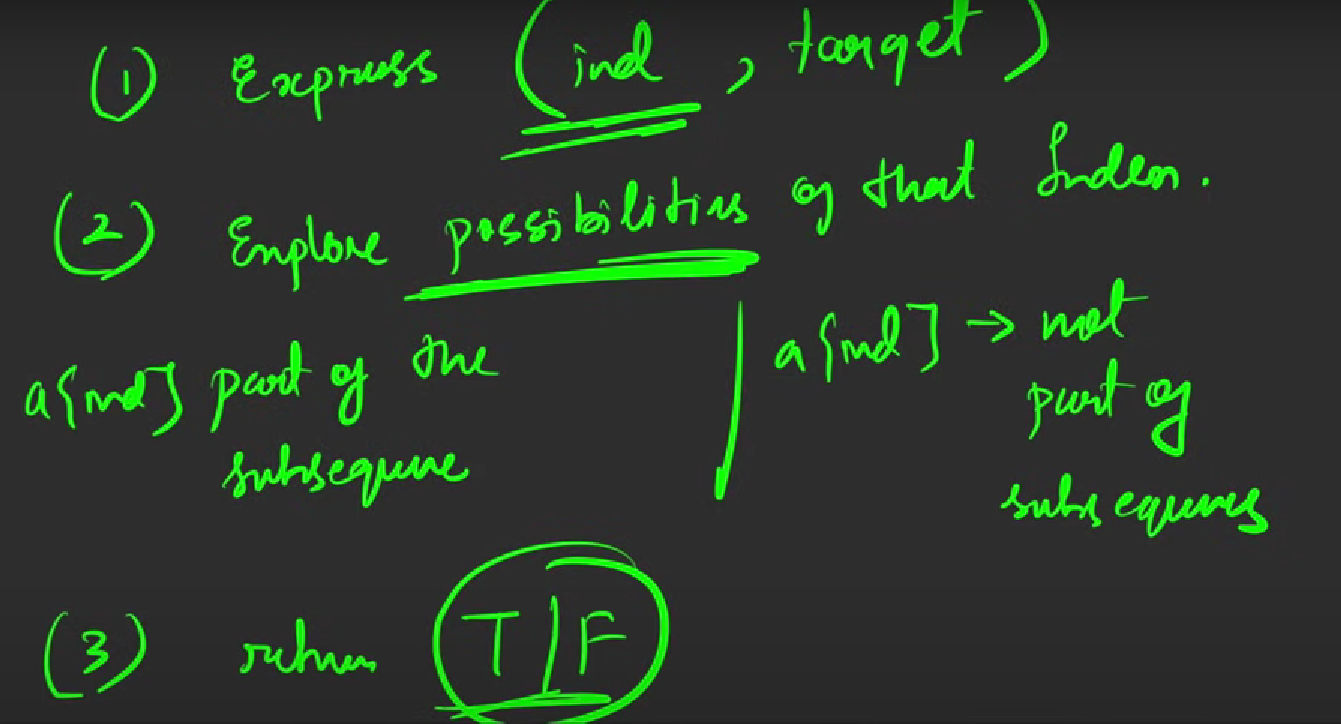 (1) Express (ind, target)
(2) Explore possibilities of that Index.
a[ind] part of the subsequence
a[ind] → not part of subsequence
(3) return T/F